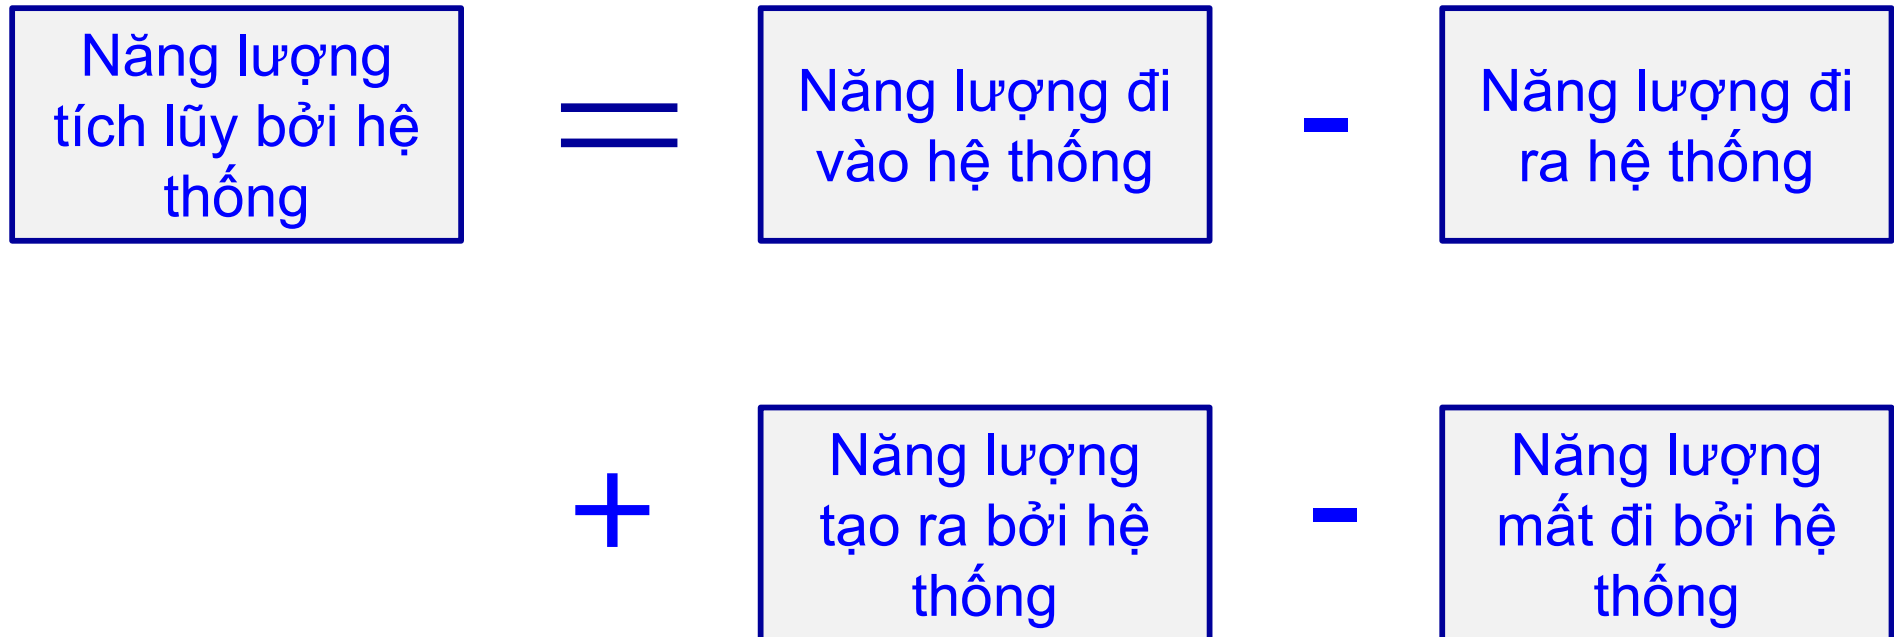 Năng lượng
tích lũy bởi hệ
thống
=
Năng lượng đi
vào hệ thống
-
Năng lượng đi
ra hệ thống
+
Năng lượng
tạo ra bởi hệ
thống
-
Năng lượng
mất đi bởi hệ
thống